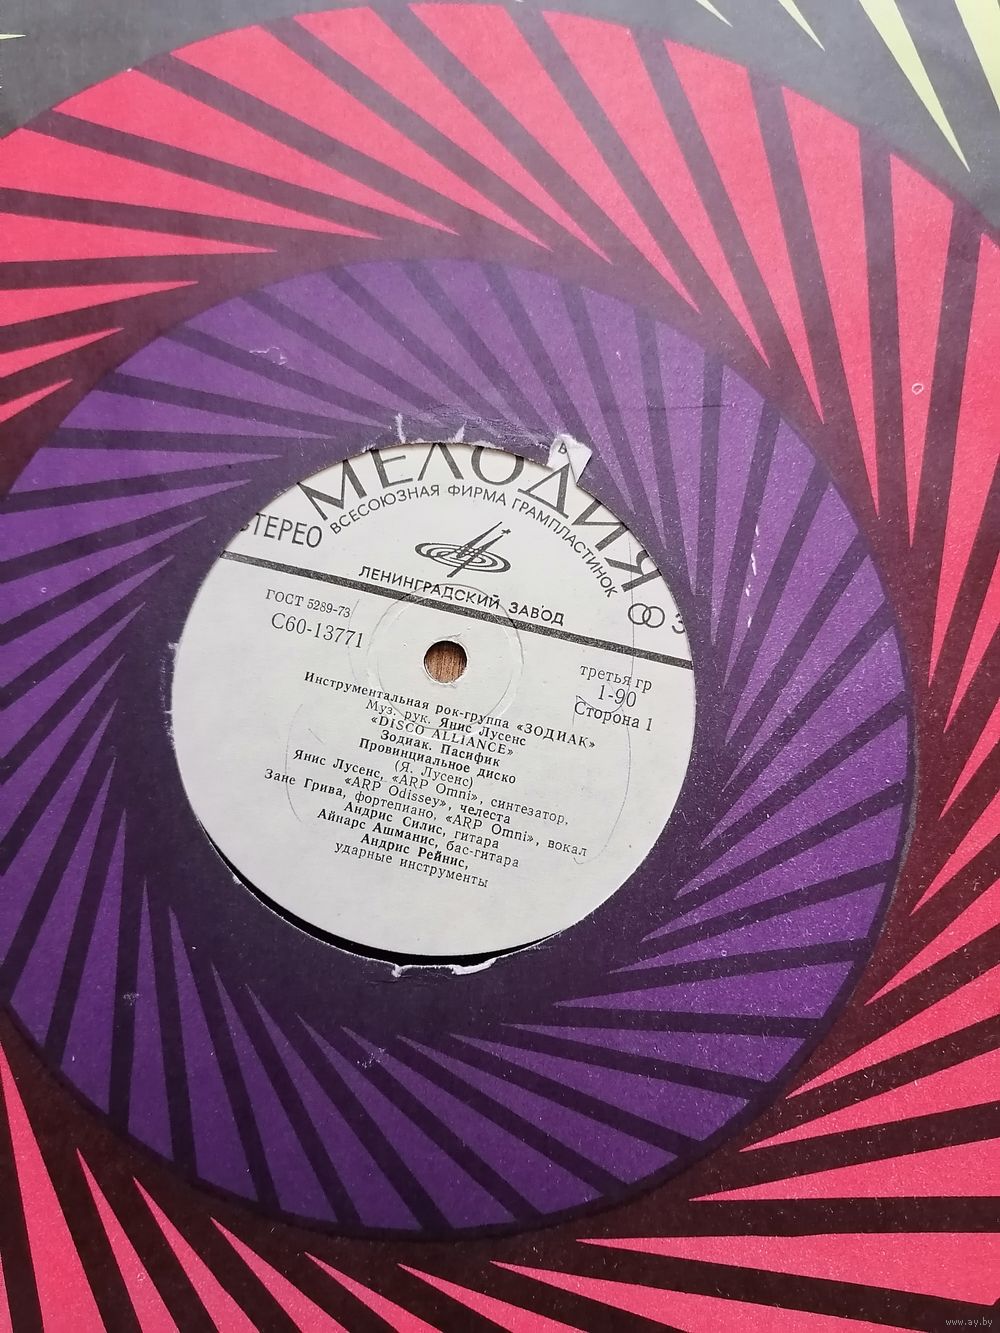 МЕЛОДИЯ
ВСЕСОЮЗНАЯ ФИРМА ГРАМПЛАСТИНОК
СТЕРЕО
ЛЕНИНГРАДСКИЙ ЗАВОД
ГОСТ 5289-73
С60-13771
третья гр
1-90
Сторона 1
Инструментальная рок-группа «ЗОДИАК»
Муз. рук. Янис Лусенс
«DISCO ALLIANCE»
Зодиак. Пасифик
Провинциальное диско
(Я. Лусенс)
Янис Лусенс, «ARP Omni», синтезатор,
«ARP Odissey», челеста
Зане Грива, фортепиано, «ARP Omni», вокал
Андрис Силис, гитара
Айнарс Ашманис, бас-гитара
Андрис Рейнис,
ударные инструменты
www.ay.by